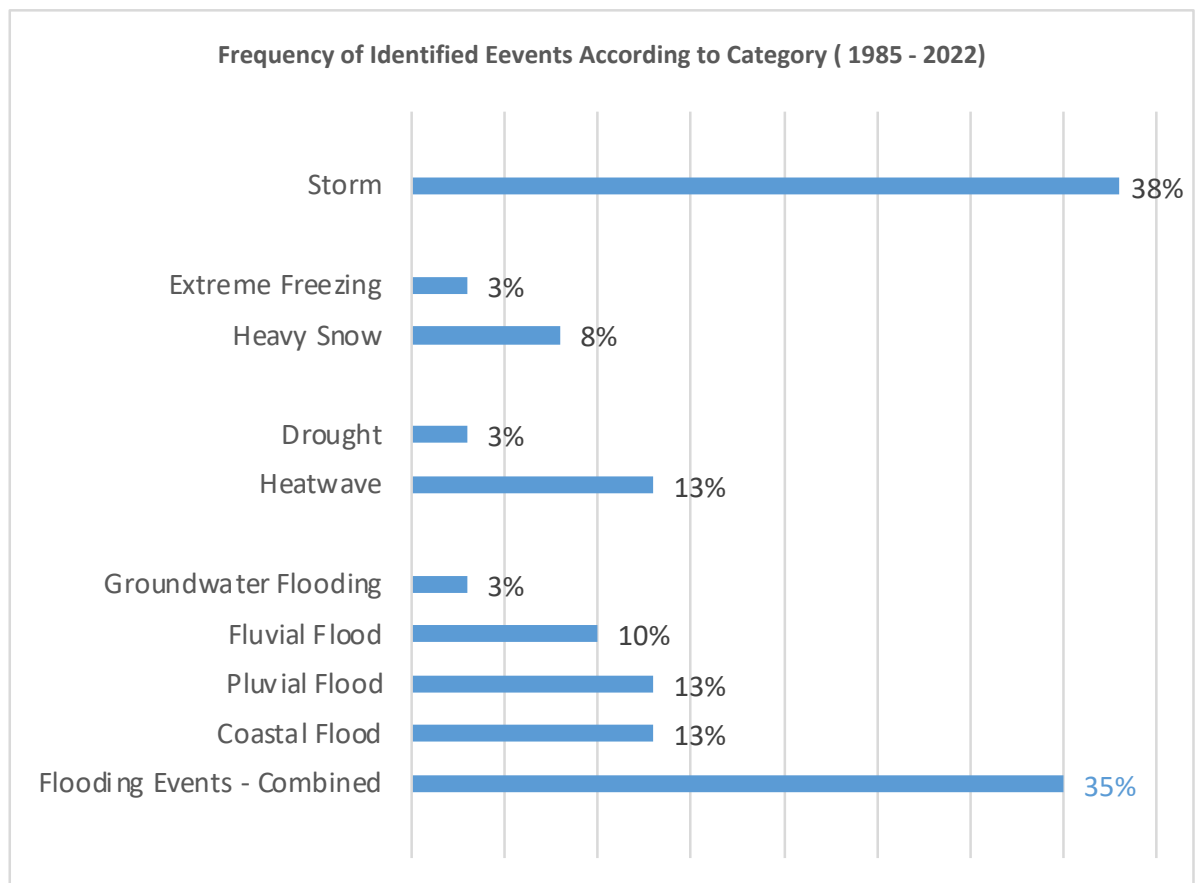 Frequency of Identified Eevents According to Category ( 1985 - 2022)
Storm 38%
Extreme Freezing 3%
Heavy Snow 8%
Drought 3%
Heatwave 13%
Groundwater Flooding 3%
Fluvial Flood 10%
Pluvial Flood 13%
Coastal Flood 13%
Flooding Events - Combined 35%